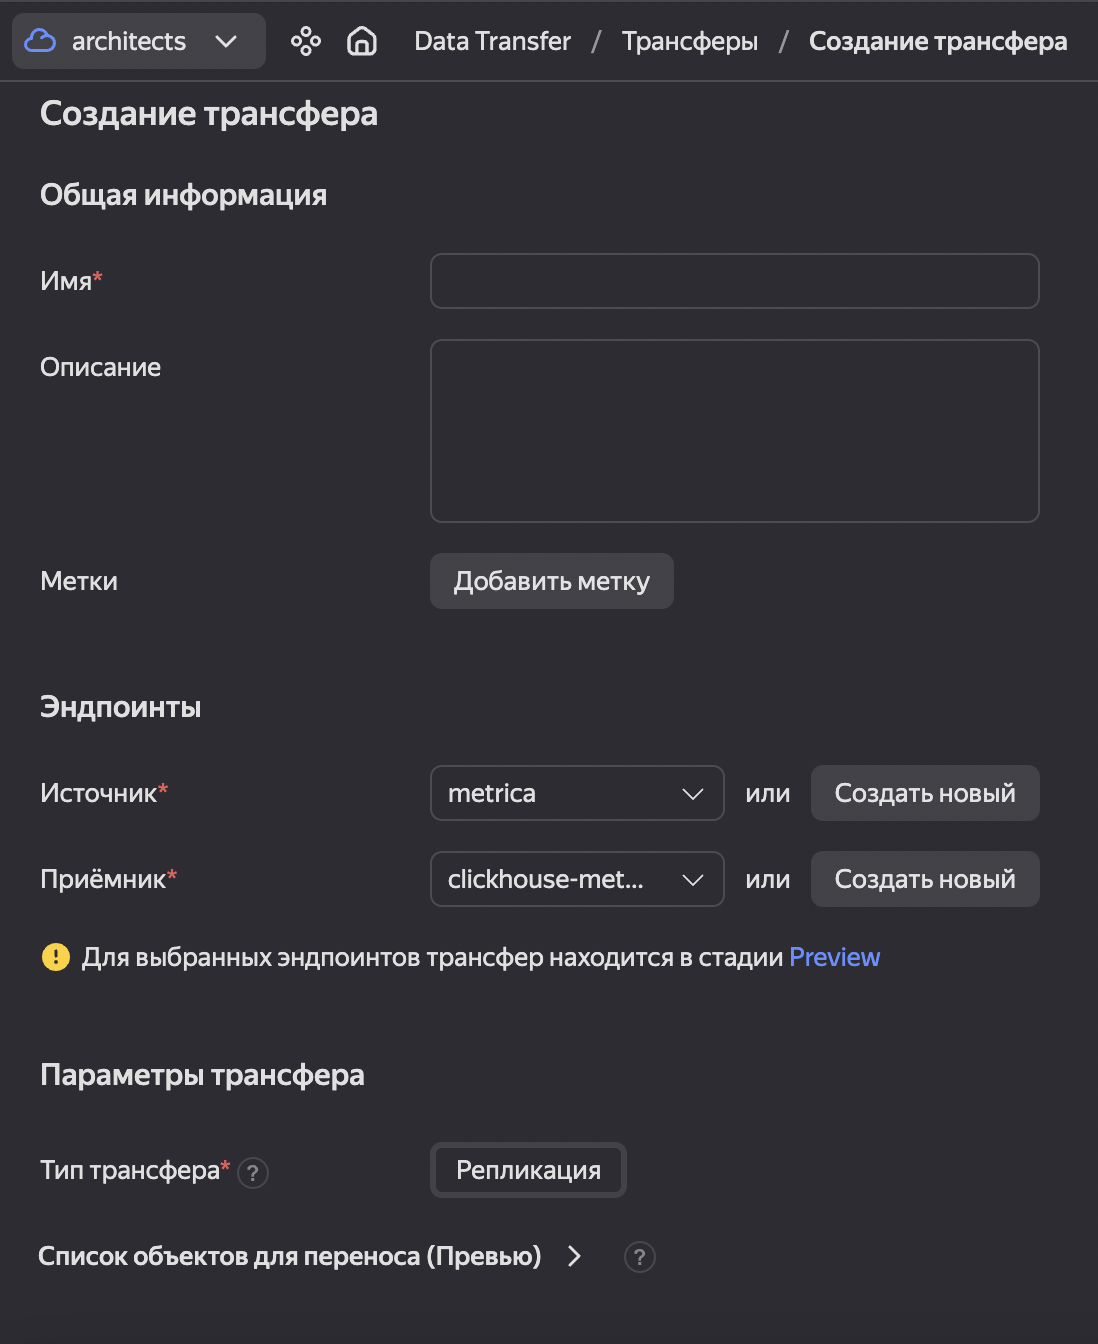 architects Data Transfer / Трансферы / Создание трансфера
Создание трансфера
Общая информация
Имя*
Описание
Метки Добавить метку
Эндпоинты
Источник* metrica или Создать новый
Приёмник* clickhouse-met... или Создать новый
! Для выбранных эндпоинтов трансфер находится в стадии Preview
Параметры трансфера
Тип трансфера* ? Репликация
Список объектов для переноса (Превью) ?